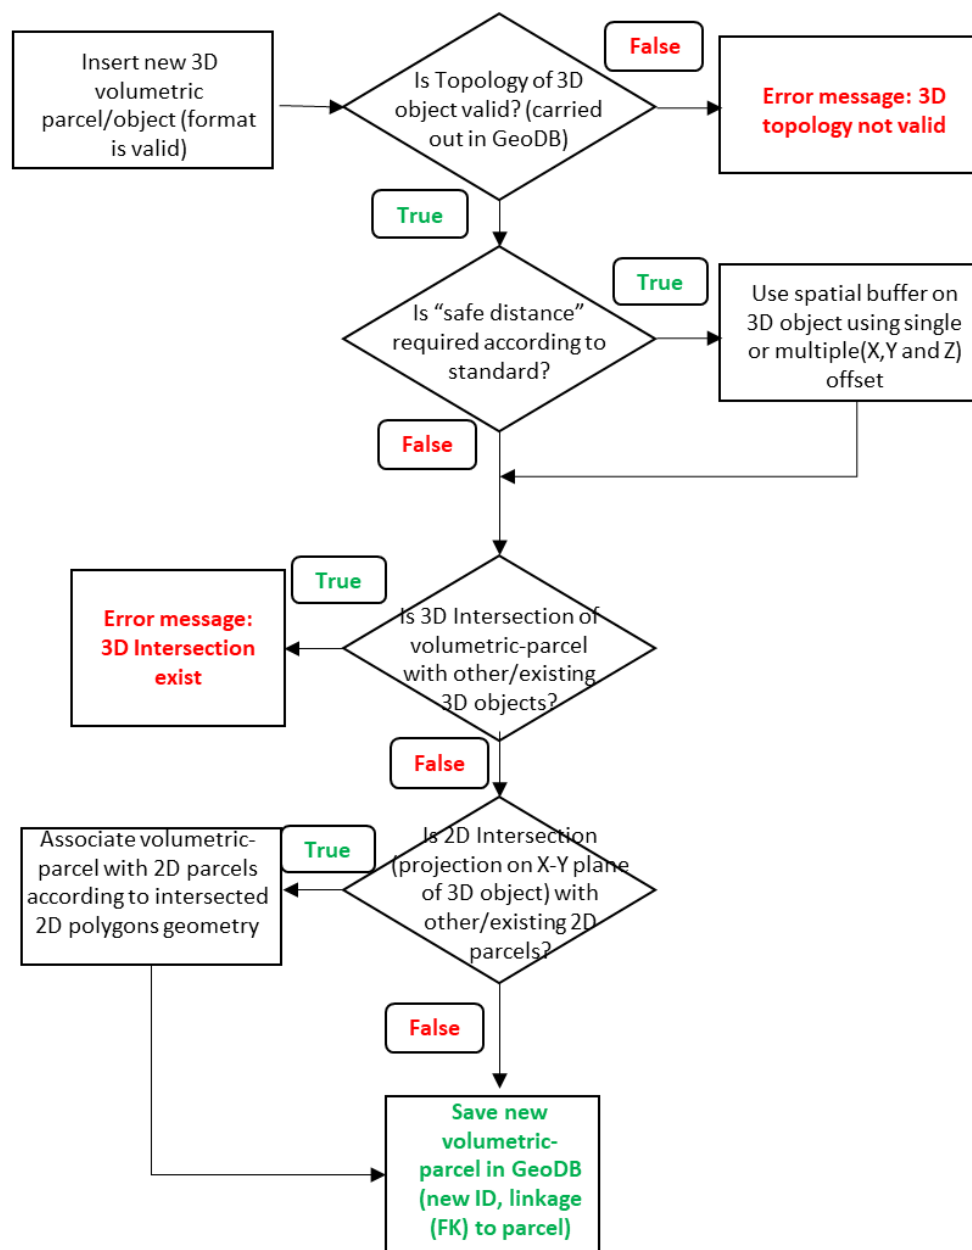 Insert new 3D
volumetric
parcel/object (format
is valid)
Is Topology of 3D
object valid? (carried
out in GeoDB)
False
Error message: 3D
topology not valid
True
Is “safe distance”
required according to
standard?
True
Use spatial buffer on
3D object using single
or multiple(X,Y and Z)
offset
False
Is 3D Intersection of
volumetric-parcel
with other/existing
3D objects?
True
Error message:
3D Intersection
exist
False
Is 2D Intersection
(projection on X-Y plane
of 3D object) with
other/existing 2D
parcels?
True
Associate volumetric-
parcel with 2D parcels
according to intersected
2D polygons geometry
False
Save new
volumetric-
parcel in GeoDB
(new ID, linkage
(FK) to parcel)